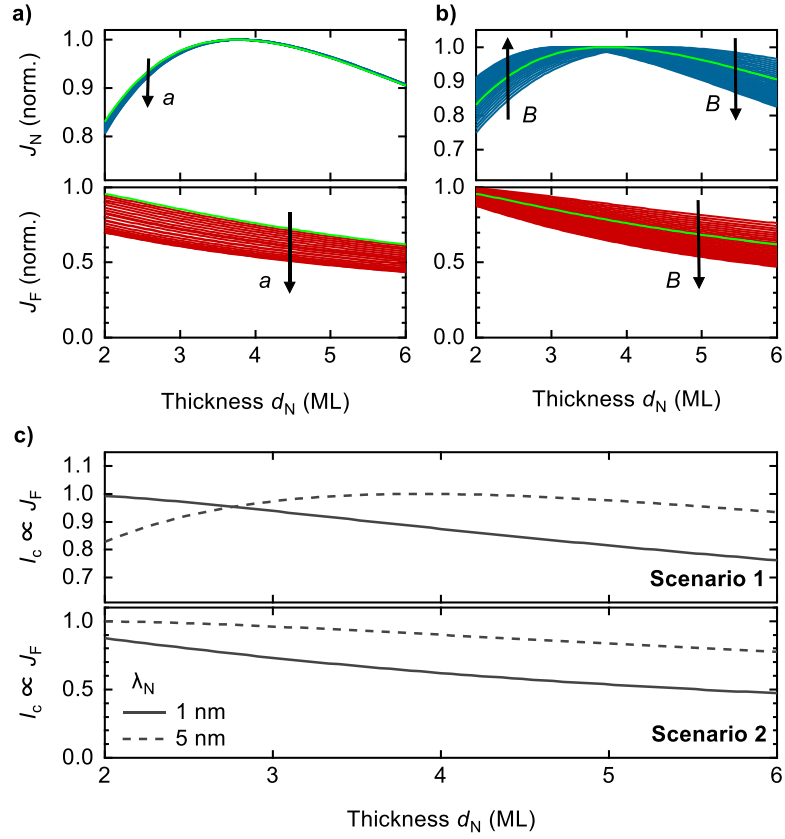 a)
b)
J_N (norm.)
1.0
0.9
0.8
a
1.0
0.9
0.8
0.7
B
B
J_F (norm.)
1.0
0.5
0.0
a
1.0
0.5
0.0
B
2 3 4 5 6
2 3 4 5 6
Thickness d_N (ML)
Thickness d_N (ML)
c)
I_c ∝ J_F
1.1
1.0
0.9
0.8
0.7
Scenario 1
I_c ∝ J_F
1.0
0.5
0.0
λ_N
1 nm
5 nm
Scenario 2
2 3 4 5 6
Thickness d_N (ML)